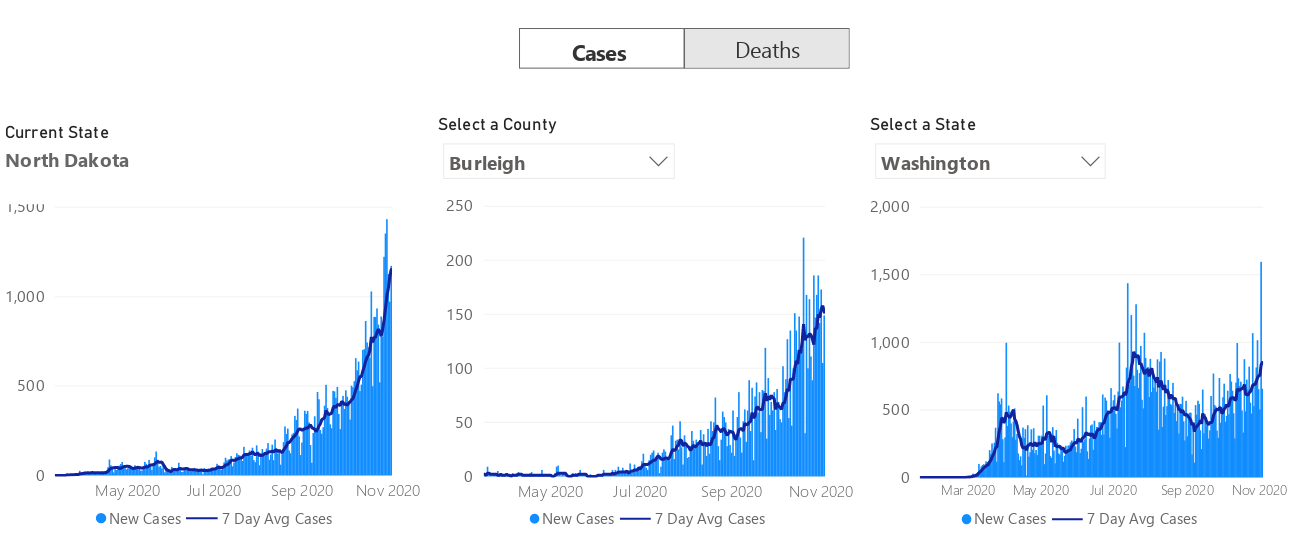 Cases
Deaths
Current State
North Dakota
1,500
1,000
500
0
May 2020
Jul 2020
Sep 2020
Nov 2020
New Cases
7 Day Avg Cases
Select a County
Burleigh
250
200
150
100
50
0
May 2020
Jul 2020
Sep 2020
Nov 2020
New Cases
7 Day Avg Cases
Select a State
Washington
2,000
1,500
1,000
500
0
Mar 2020
May 2020
Jul 2020
Sep 2020
Nov 2020
New Cases
7 Day Avg Cases